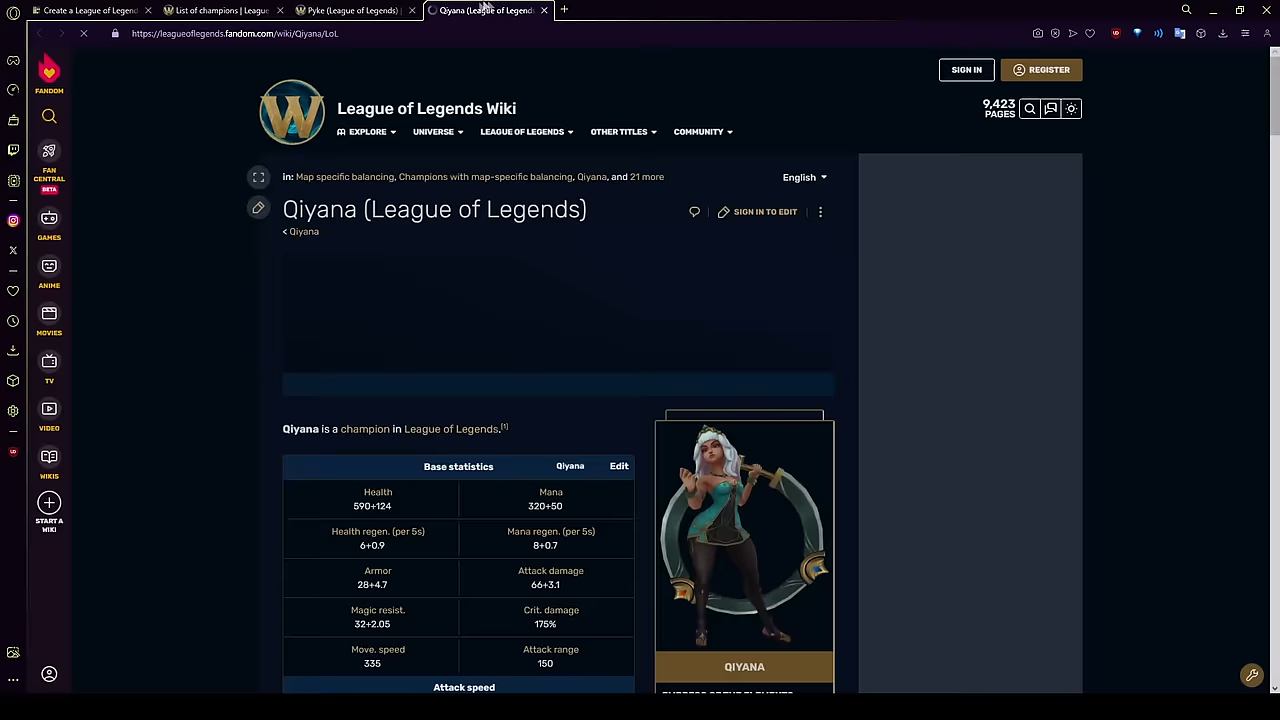 Create a League of Legend
List of champions | League
Pyke (League of Legends) |
Qiyana (League of Legends
https://leagueoflegends.fandom.com/wiki/Qiyana/LoL
FANDOM
FAN CENTRAL
BETA
GAMES
ANIME
MOVIES
TV
VIDEO
WIKIS
START A WIKI
SIGN IN
REGISTER
League of Legends Wiki
9,423
PAGES
EXPLORE
UNIVERSE
LEAGUE OF LEGENDS
OTHER TITLES
COMMUNITY
in: Map specific balancing, Champions with map-specific balancing, Qiyana, and 21 more
English
Qiyana (League of Legends)
SIGN IN TO EDIT
< Qiyana
Qiyana is a champion in League of Legends.[1]
Base statistics
Qiyana
Edit
Health
590+124
Mana
320+50
Health regen. (per 5s)
6+0.9
Mana regen. (per 5s)
8+0.7
Armor
28+4.7
Attack damage
66+3.1
Magic resist.
32+2.05
Crit. damage
175%
Move. speed
335
Attack range
150
Attack speed
QIYANA